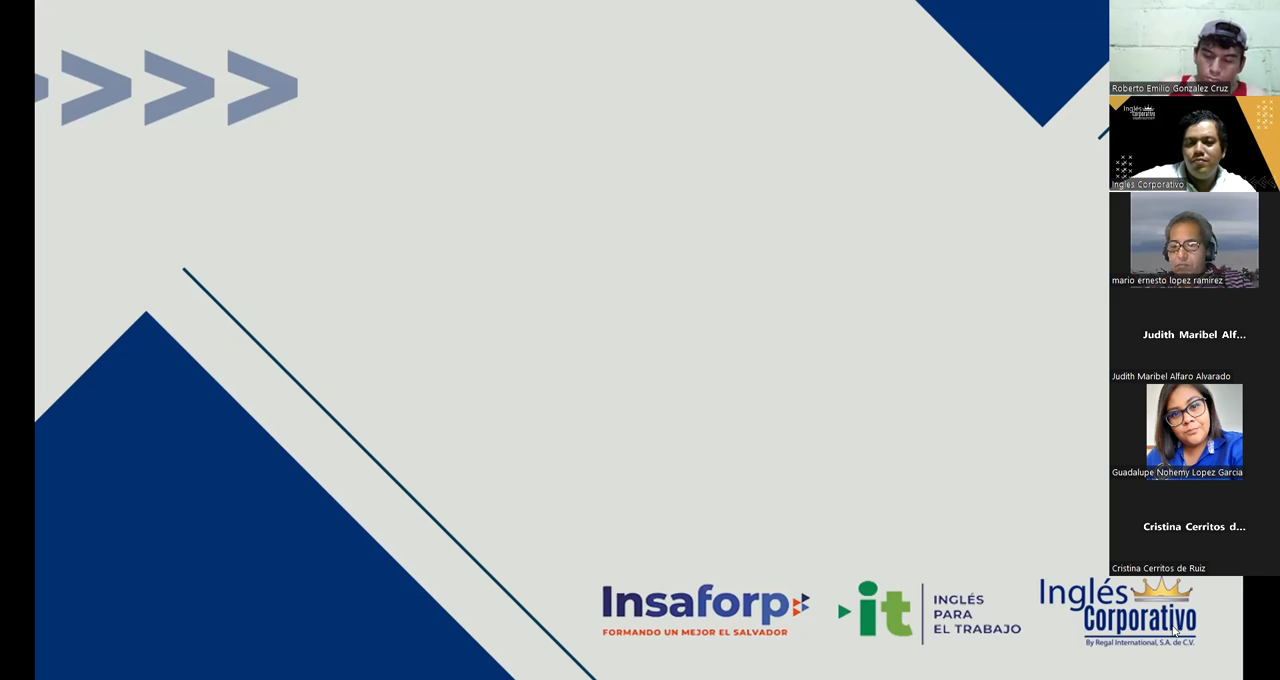 Roberto Emilio Gonzalez Cruz
Inglés
Corporativo
Inglés Corporativo
mario ernesto lopez ramirez
Judith Maribel Alf...
Judith Maribel Alfaro Alvarado
Guadalupe Nohemy Lopez Garcia
Cristina Cerritos d...
Cristina Cerritos de Ruiz
Insaforp
FORMANDO UN MEJOR EL SALVADOR
it
INGLÉS
PARA
EL TRABAJO
Inglés
Corporativo
By Regal International, S.A. de C.V.